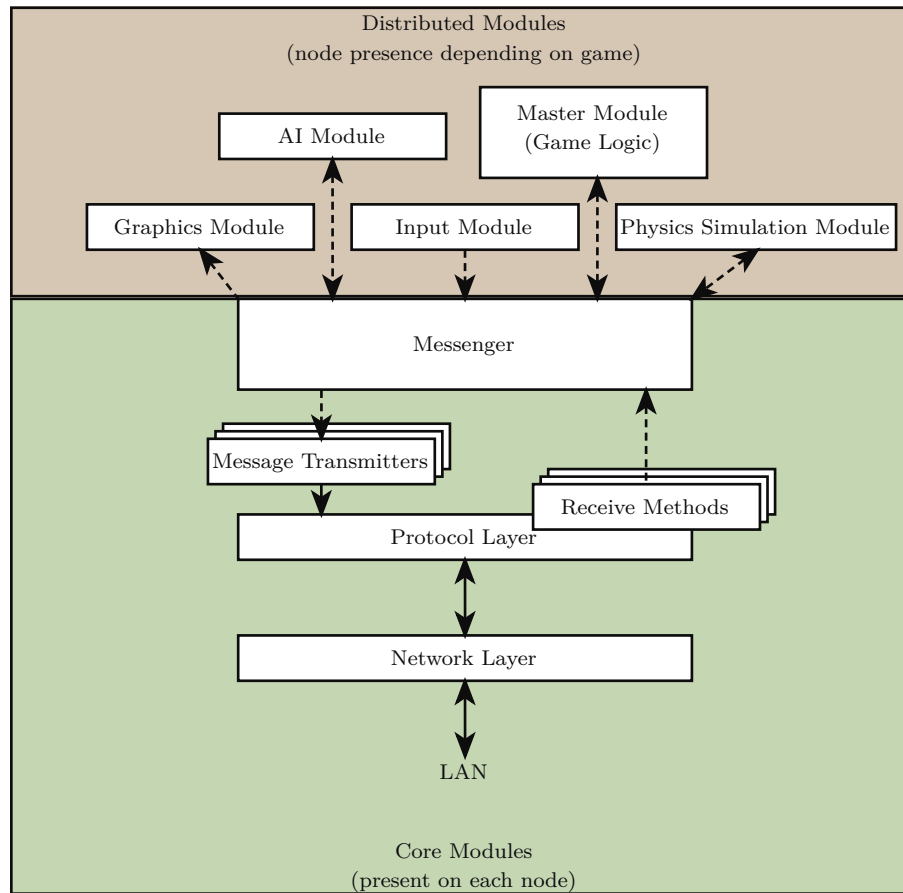 Distributed Modules
(node presence depending on game)
Master Module
(Game Logic)
AI Module
Graphics Module
Input Module
Physics Simulation Module
Messenger
Message Transmitters
Receive Methods
Protocol Layer
Network Layer
LAN
Core Modules
(present on each node)